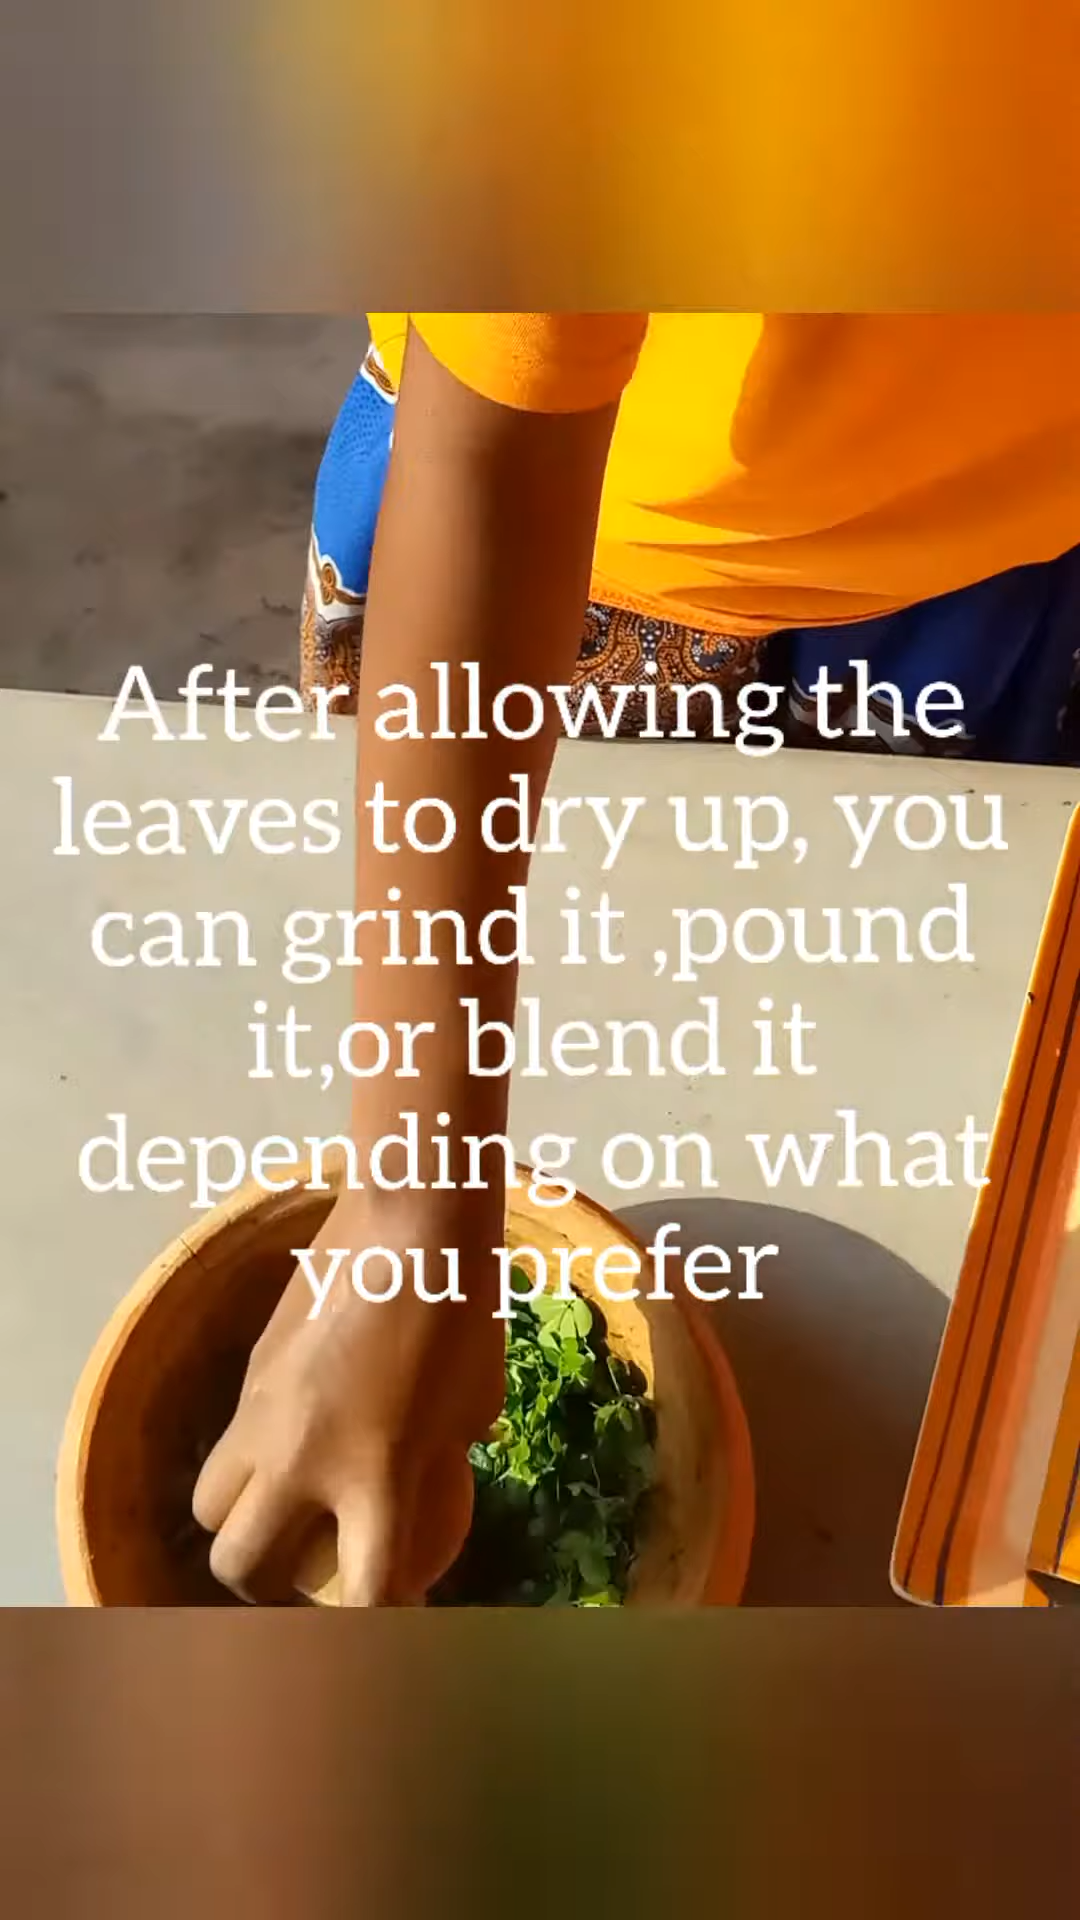 After allowing the
leaves to dry up, you
can grind it ,pound
it,or blend it
depending on what
you prefer